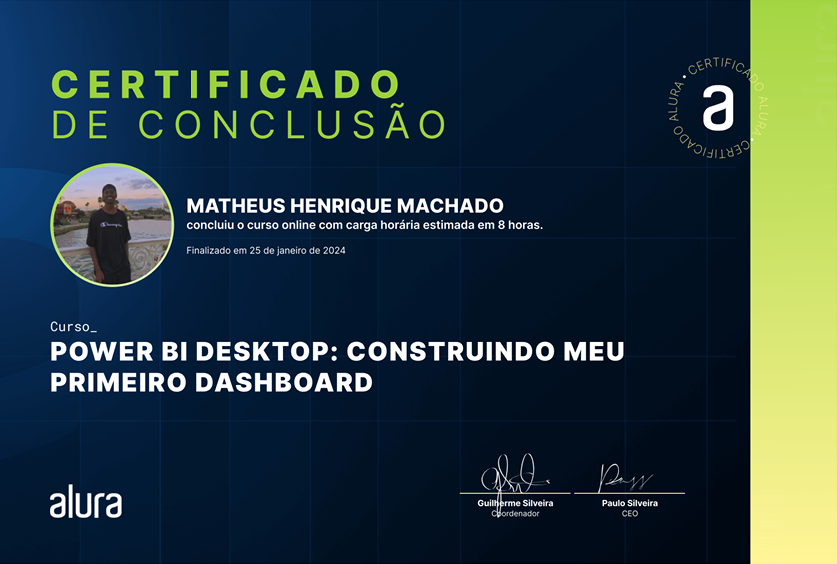 CERTIFICADO
DE CONCLUSÃO
CERTIFICADO ALURA • CERTIFICADO ALURA •
a
MATHEUS HENRIQUE MACHADO
concluiu o curso online com carga horária estimada em 8 horas.
Finalizado em 25 de janeiro de 2024
Curso_
POWER BI DESKTOP: CONSTRUINDO MEU
PRIMEIRO DASHBOARD
alura
Guilherme Silveira
Coordenador
Paulo Silveira
CEO